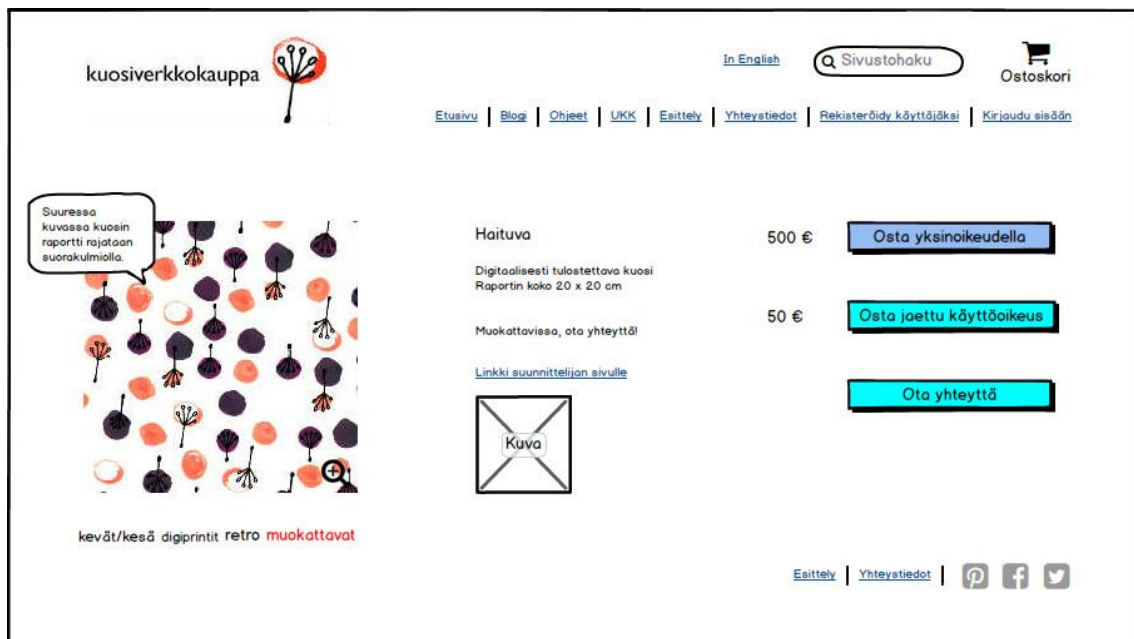 kuosiverkkokauppa
In English
Sivustohaku
Ostoskori
Etusivu | Blogi | Ohjeet | UKK | Esittely | Yhteystiedot | Rekisteröidy käyttäjäksi | Kirjaudu sisään
Suuressa
kuvassa kuosin
raportti rajataan
suorakulmiolla.
Haituva
500 €
Osta yksinoikeudella
Digitaalisesti tulostettava kuosi
Raportin koko 20 x 20 cm
50 €
Osta jaettu käyttöoikeus
Muokattavissa, ota yhteyttä!
Linkki suunnittelijan sivulle
Ota yhteyttä
Kuva
kevät/kesä digiprintit retro muokattavat
Esittely | Yhteystiedot |